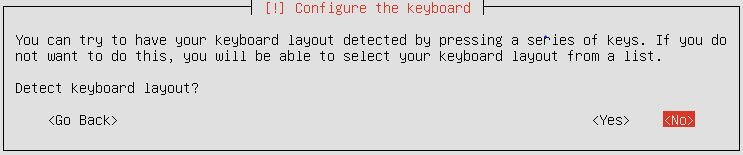 [!] Configure the keyboard
You can try to have your keyboard layout detected by pressing a series of keys. If you do
not want to do this, you will be able to select your keyboard layout from a list.
Detect keyboard layout?
<Go Back> <Yes> <No>